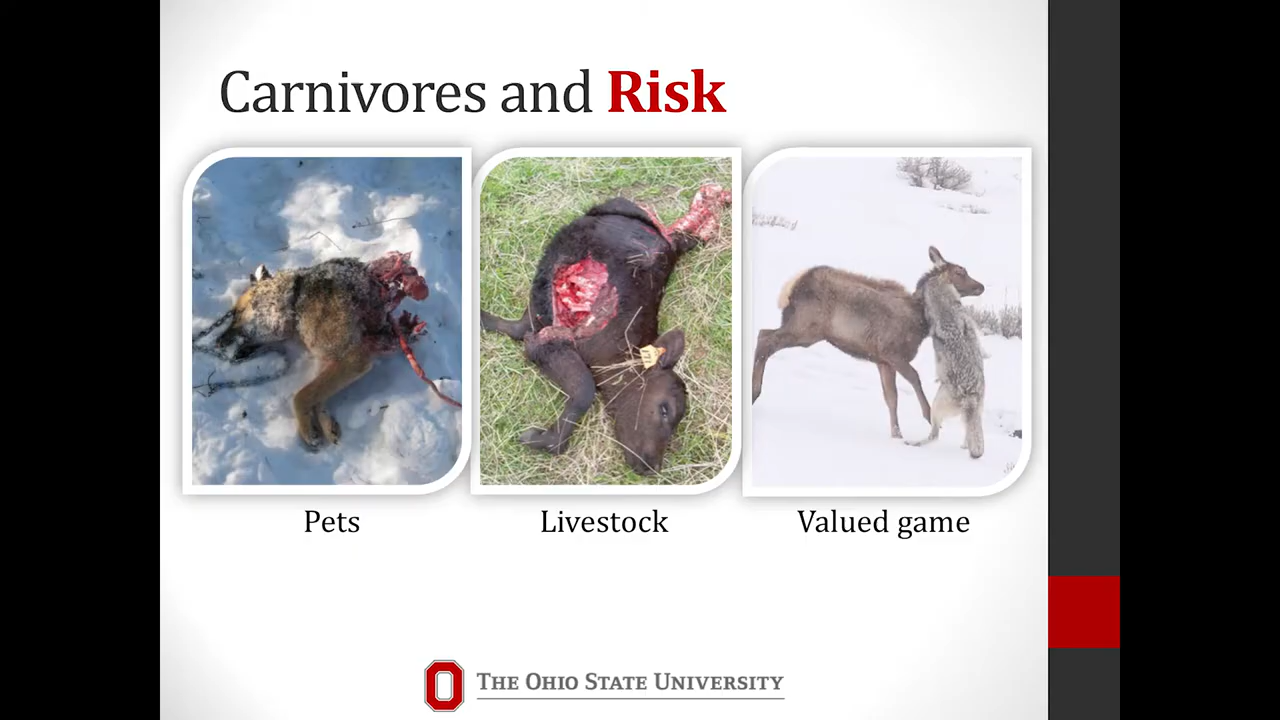 Carnivores and Risk
Pets
Livestock
Valued game
THE OHIO STATE UNIVERSITY